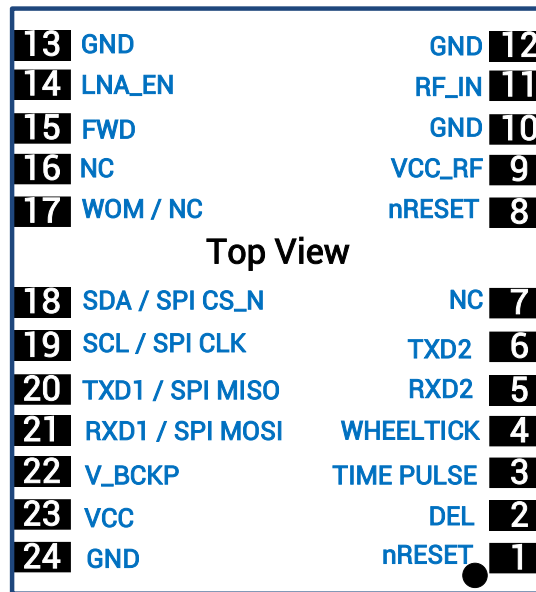 13 GND GND 12
14 LNA_EN RF_IN 11
15 FWD GND 10
16 NC VCC_RF 9
17 WOM / NC nRESET 8
Top View
18 SDA / SPI CS_N NC 7
19 SCL / SPI CLK TXD2 6
20 TXD1 / SPI MISO RXD2 5
21 RXD1 / SPI MOSI WHEELTICK 4
22 V_BCKP TIME PULSE 3
23 VCC DEL 2
24 GND nRESET 1